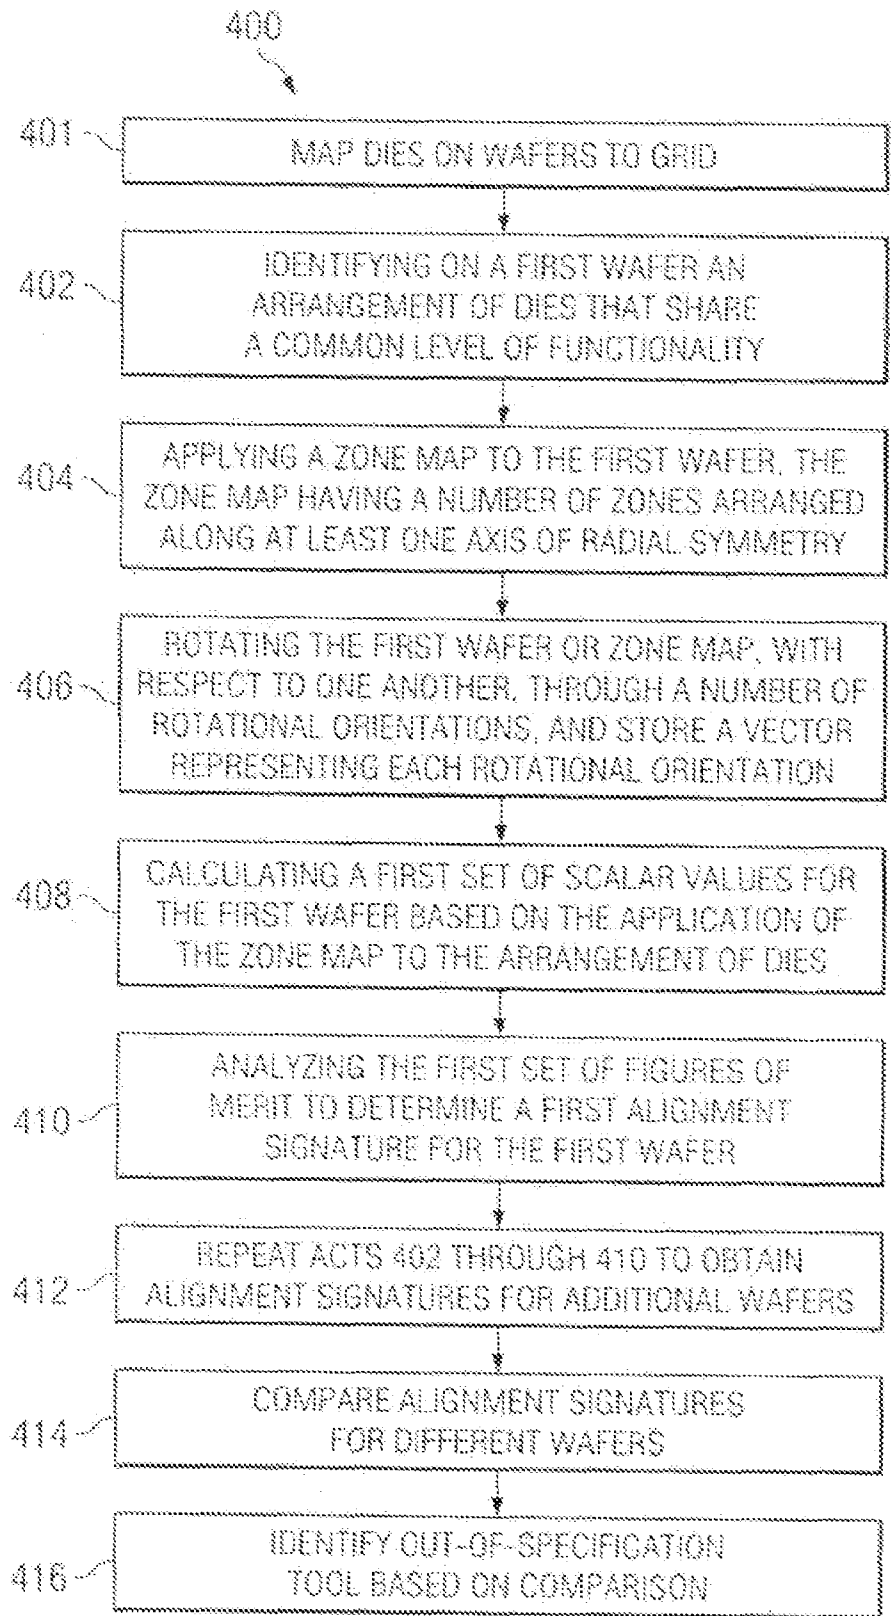 400
401
MAP DIES ON WAFERS TO GRID
402
IDENTIFYING ON A FIRST WAFER AN
ARRANGEMENT OF DIES THAT SHARE
A COMMON LEVEL OF FUNCTIONALITY
404
APPLYING A ZONE MAP TO THE FIRST WAFER, THE
ZONE MAP HAVING A NUMBER OF ZONES ARRANGED
ALONG AT LEAST ONE AXIS OF RADIAL SYMMETRY
406
ROTATING THE FIRST WAFER OR ZONE MAP, WITH
RESPECT TO ONE ANOTHER, THROUGH A NUMBER OF
ROTATIONAL ORIENTATIONS, AND STORE A VECTOR
REPRESENTING EACH ROTATIONAL ORIENTATION
408
CALCULATING A FIRST SET OF SCALAR VALUES FOR
THE FIRST WAFER BASED ON THE APPLICATION OF
THE ZONE MAP TO THE ARRANGEMENT OF DIES
410
ANALYZING THE FIRST SET OF FIGURES OF
MERIT TO DETERMINE A FIRST ALIGNMENT
SIGNATURE FOR THE FIRST WAFER
412
REPEAT ACTS 402 THROUGH 410 TO OBTAIN
ALIGNMENT SIGNATURES FOR ADDITIONAL WAFERS
414
COMPARE ALIGNMENT SIGNATURES
FOR DIFFERENT WAFERS
416
IDENTIFY OUT-OF-SPECIFICATION
TOOL BASED ON COMPARISON